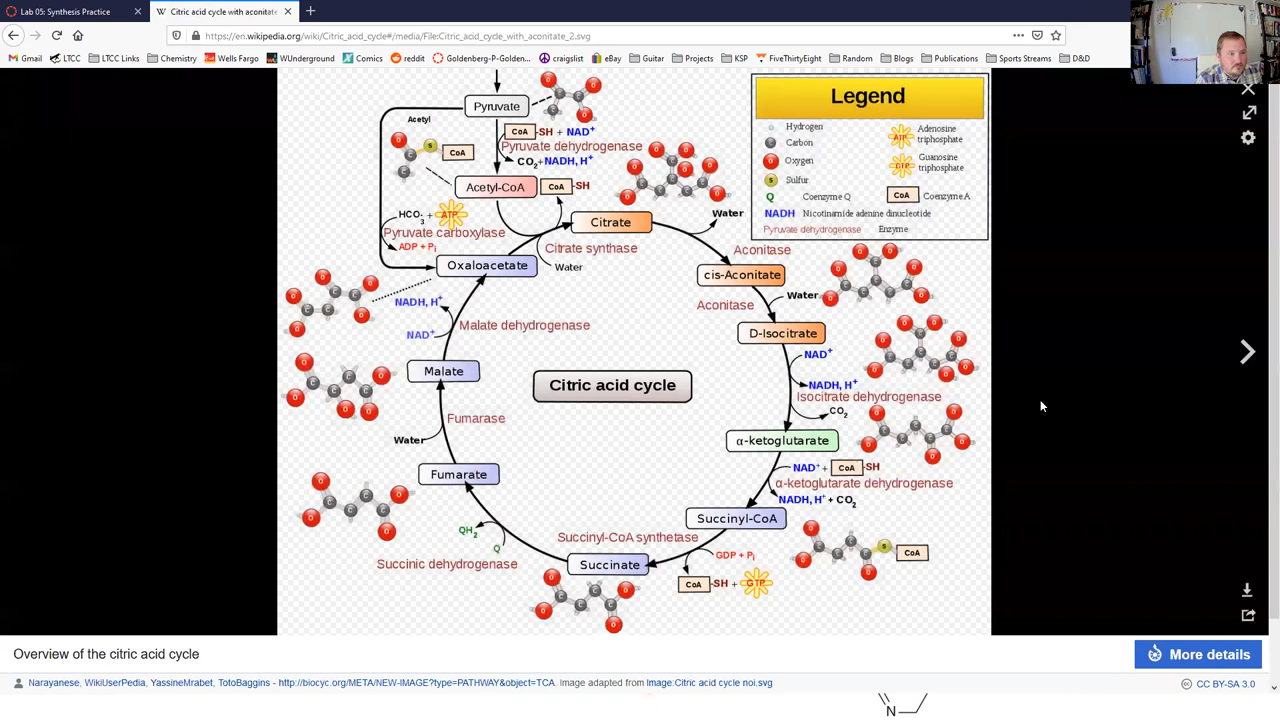 Lab 05: Synthesis Practice
Citric acid cycle with aconitate
https://en.wikipedia.org/wiki/Citric_acid_cycle#/media/File:Citric_acid_cycle_with_aconitate_2.svg
Gmail LTCC LTCC Links Chemistry Wells Fargo WUnderground Comics reddit Goldenberg-P-Golden... craigslist eBay Guitar Projects KSP FiveThirtyEight Random Blogs Publications Sports Streams D&D
Pyruvate
Acetyl
CoA-SH + NAD+
Pyruvate dehydrogenase
CO2+NADH, H+
S CoA
Acetyl-CoA
CoA-SH
HCO3- + ATP
Pyruvate carboxylase
ADP + Pi
Citrate
Water
Citrate synthase
Water
Oxaloacetate
Aconitase
cis-Aconitate
Water
Aconitase
D-Isocitrate
NAD+
NADH, H+
Isocitrate dehydrogenase
CO2
α-ketoglutarate
NAD+ + CoA-SH
α-ketoglutarate dehydrogenase
NADH, H+ + CO2
Succinyl-CoA
S CoA
Succinyl-CoA synthetase
GDP + Pi
CoA-SH + GTP
Succinate
QH2
Q
Succinic dehydrogenase
Fumarate
Water
Fumarase
Malate
NADH, H+
NAD+
Malate dehydrogenase
Citric acid cycle
Legend
Hydrogen
C Carbon
O Oxygen
S Sulfur
Q Coenzyme Q
NADH Nicotinamide adenine dinucleotide
Pyruvate dehydrogenase Enzyme
ATP Adenosine triphosphate
GTP Guanosine triphosphate
CoA Coenzyme A
Overview of the citric acid cycle
More details
Narayanese, WikiUserPedia, YassineMrabet, TotoBaggins - http://biocyc.org/META/NEW-IMAGE?type=PATHWAY&object=TCA. Image adapted from Image:Citric acid cycle noi.svg
CC BY-SA 3.0
N